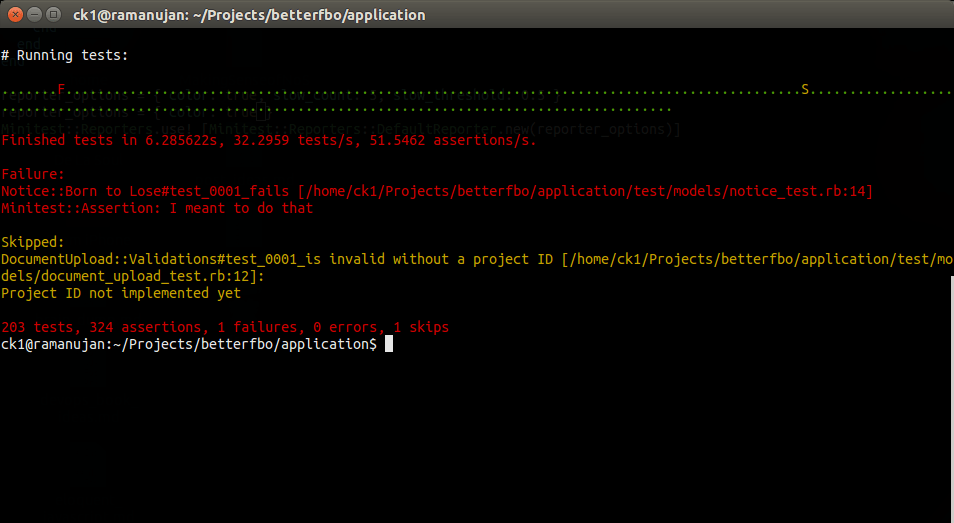 ck1@ramanujan: ~/Projects/betterfbo/application
# Running tests:
.......F...........................................................................................S..................
....................................................................................
Finished tests in 6.285622s, 32.2959 tests/s, 51.5462 assertions/s.
Failure:
Notice::Born to Lose#test_0001_fails [/home/ck1/Projects/betterfbo/application/test/models/notice_test.rb:14]
Minitest::Assertion: I meant to do that
Skipped:
DocumentUpload::Validations#test_0001_is invalid without a project ID [/home/ck1/Projects/betterfbo/application/test/mo
dels/document_upload_test.rb:12]:
Project ID not implemented yet
203 tests, 324 assertions, 1 failures, 0 errors, 1 skips
ck1@ramanujan:~/Projects/betterfbo/application$